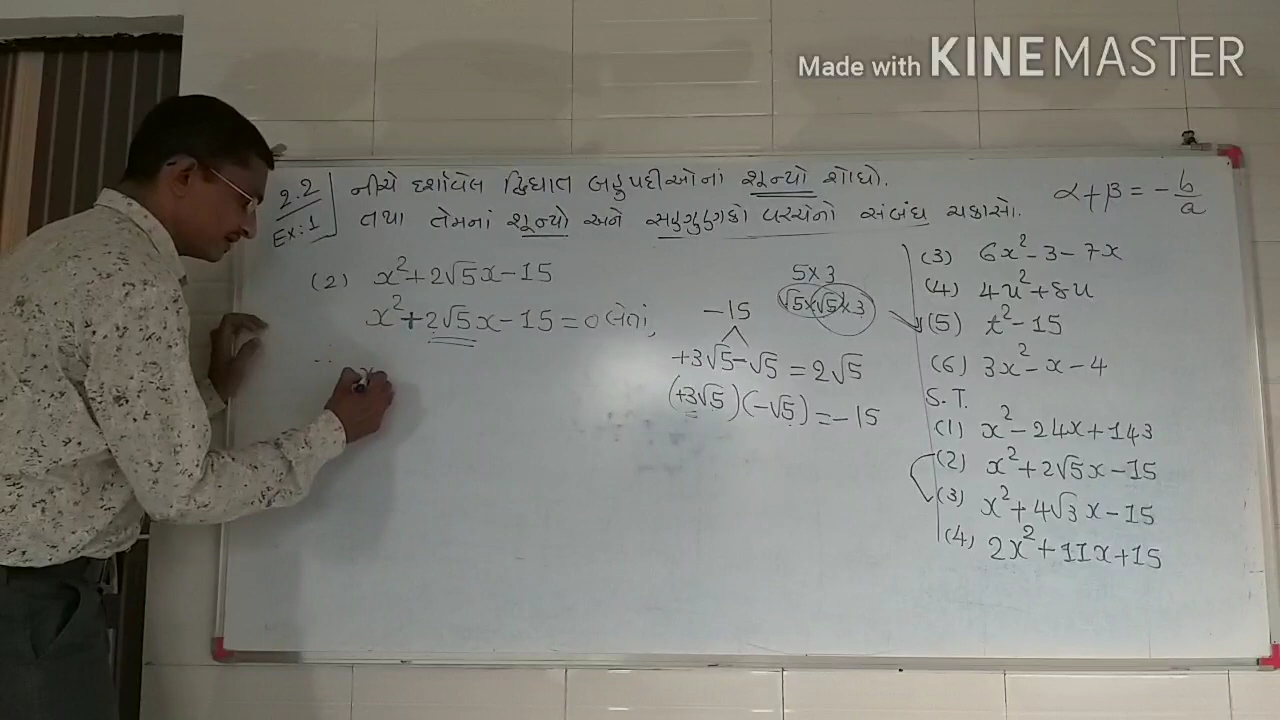 Made with KINEMASTER
2.2
Ex:1
નીચે દર્શાવેલ દ્વિઘાત બહુપદીઓનાં શૂન્યો શોધો.
તથા તેમનાં શૂન્યો અને સહગુણકો વચ્ચેનો સંબંધ ચકાસો.
α+β = -b/a
(2) x²+2√5x-15
x²+2√5x-15=0 લેતાં,
∴ x
5×3
√5×√5×3
-15
+3√5-√5 = 2√5
(+3√5)(-√5) = -15
(3) 6x²-3-7x
(4) 4u²+8u
(5) t²-15
(6) 3x²-x-4
S.T.
(1) x²-24x+143
(2) x²+2√5x-15
(3) x²+4√3x-15
(4) 2x²+11x+15